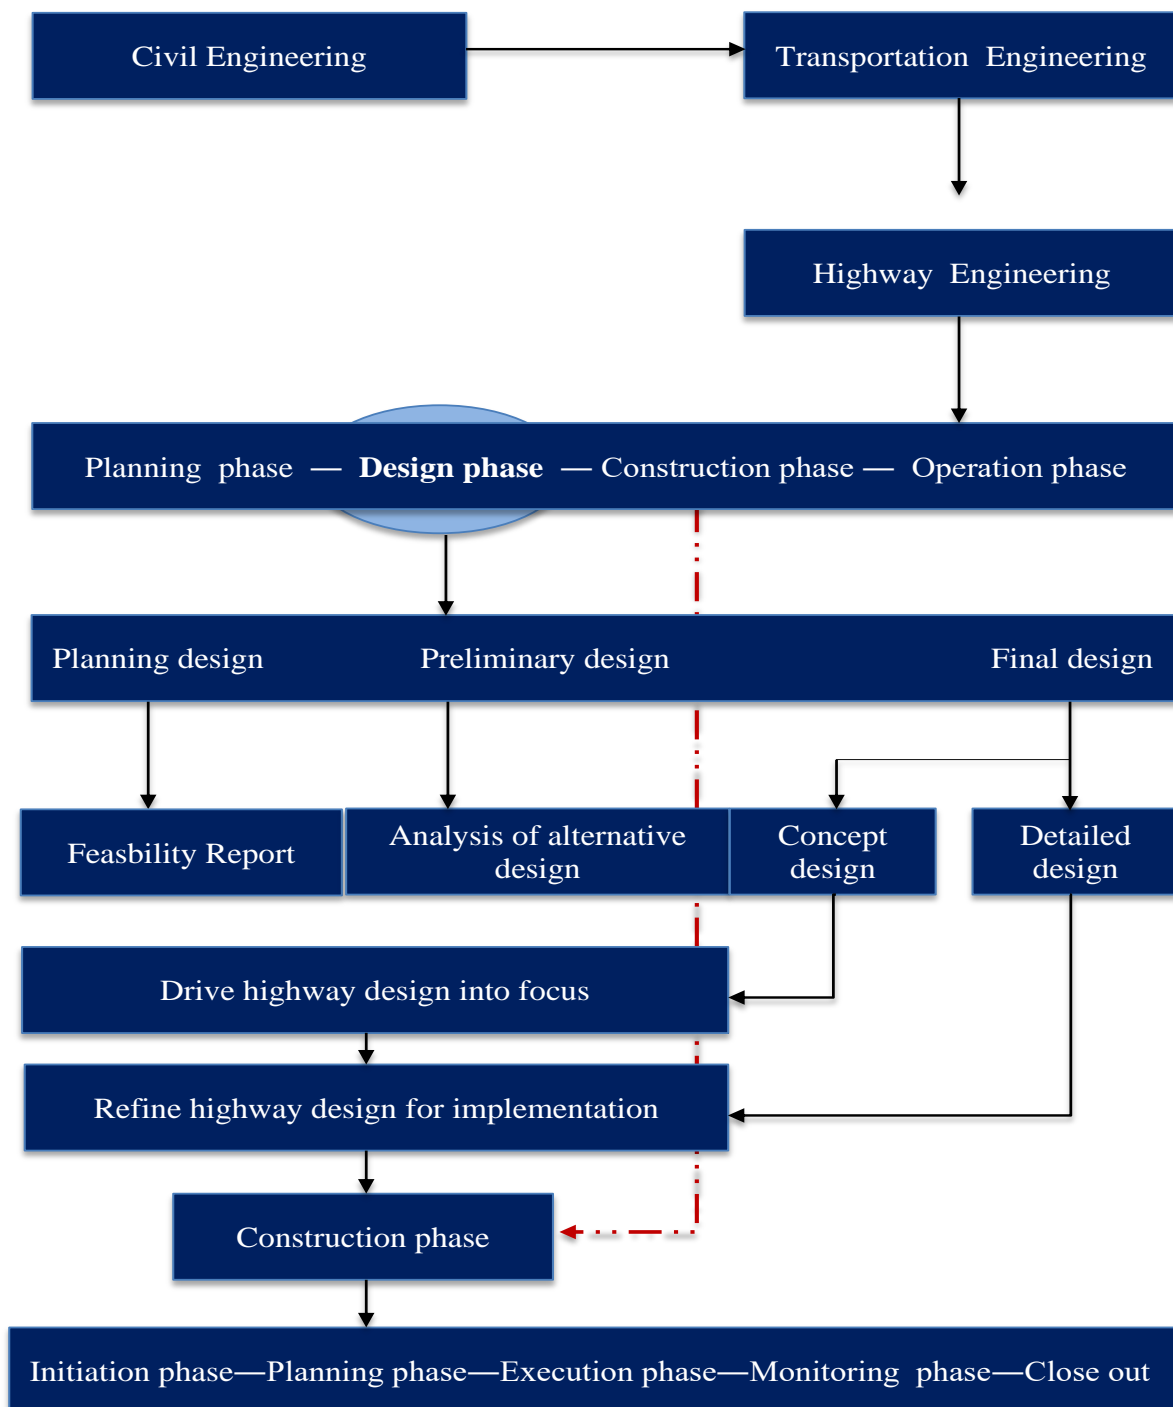 Civil Engineering
Transportation Engineering
Highway Engineering
Planning phase — Design phase — Construction phase — Operation phase
Planning design
Preliminary design
Final design
Feasbility Report
Analysis of alternative
design
Concept
design
Detailed
design
Drive highway design into focus
Refine highway design for implementation
Construction phase
Initiation phase—Planning phase—Execution phase—Monitoring phase—Close out